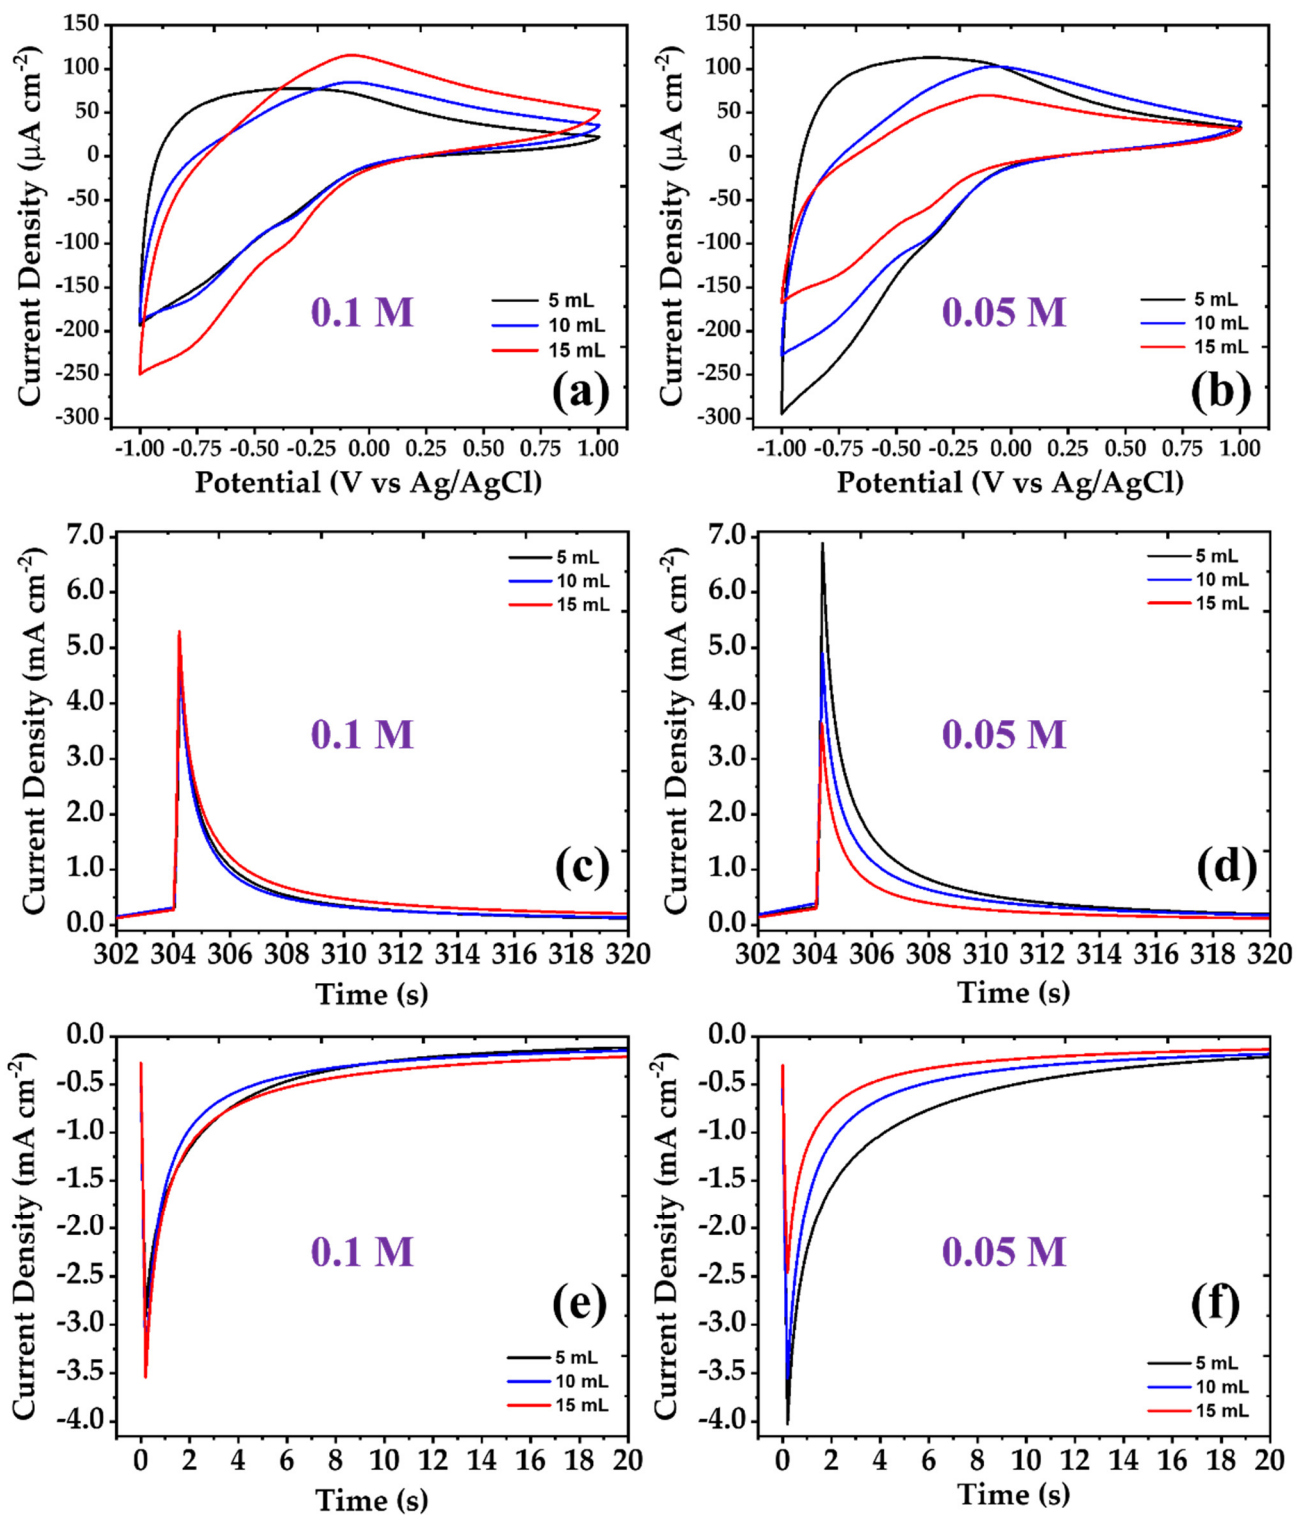 Current Density (μA cm-2)
150
100
50
0
-50
-100
-150
-200
-250
-300
0.1 M
5 mL
10 mL
15 mL
(a)
-1.00 -0.75 -0.50 -0.25 0.00 0.25 0.50 0.75 1.00
Potential (V vs Ag/AgCl)
Current Density (μA cm-2)
150
100
50
0
-50
-100
-150
-200
-250
-300
0.05 M
5 mL
10 mL
15 mL
(b)
-1.00 -0.75 -0.50 -0.25 0.00 0.25 0.50 0.75 1.00
Potential (V vs Ag/AgCl)
Current Density (mA cm-2)
7.0
6.0
5.0
4.0
3.0
2.0
1.0
0.0
5 mL
10 mL
15 mL
0.1 M
(c)
302 304 306 308 310 312 314 316 318 320
Time (s)
Current Density (mA cm-2)
7.0
6.0
5.0
4.0
3.0
2.0
1.0
0.0
5 mL
10 mL
15 mL
0.05 M
(d)
302 304 306 308 310 312 314 316 318 320
Time (s)
Current Density (mA cm-2)
0.0
-0.5
-1.0
-1.5
-2.0
-2.5
-3.0
-3.5
-4.0
0.1 M
(e)
5 mL
10 mL
15 mL
0 2 4 6 8 10 12 14 16 18 20
Time (s)
Current Density (mA cm-2)
0.0
-0.5
-1.0
-1.5
-2.0
-2.5
-3.0
-3.5
-4.0
0.05 M
(f)
5 mL
10 mL
15 mL
0 2 4 6 8 10 12 14 16 18 20
Time (s)